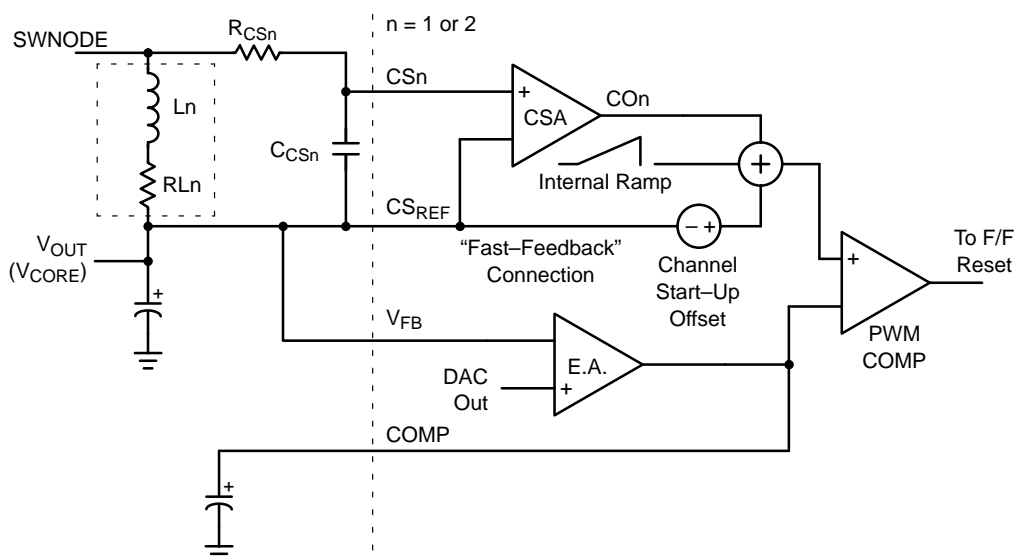 n = 1 or 2
SWNODE
RCSn
CSn
COn
+
CSA
Ln
CCSn
+
Internal Ramp
RLn
CSREF
– +
VOUT
(VCORE)
“Fast–Feedback”
Connection
Channel
Start–Up
Offset
To F/F
Reset
+
+
PWM
COMP
VFB
E.A.
DAC
Out
+
COMP
+